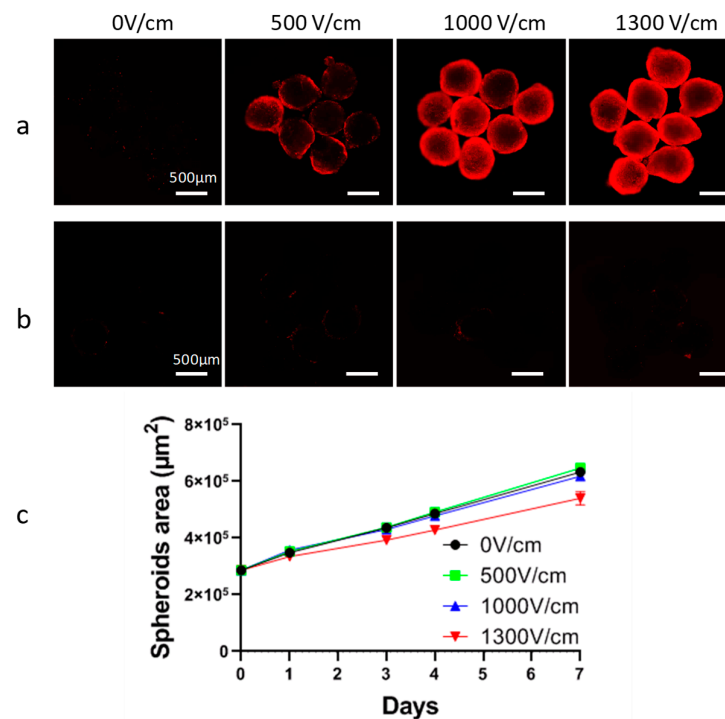 0V/cm 500 V/cm 1000 V/cm 1300 V/cm
a
500µm
b
500µm
c
Spheroids area (µm²)
8×10⁵
6×10⁵
4×10⁵
2×10⁵
0
0V/cm
500V/cm
1000V/cm
1300V/cm
0 1 2 3 4 5 6 7
Days